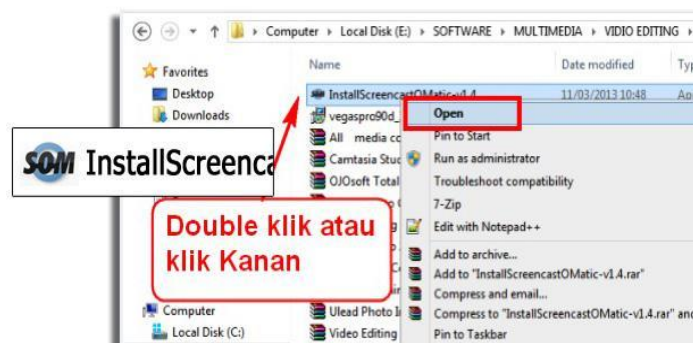 Computer ▸ Local Disk (E:) ▸ SOFTWARE ▸ MULTIMEDIA ▸ VIDIO EDITING ▸
Name Date modified
Favorites
Desktop
Downloads
InstallScreencastOMatic-v1.4 11/03/2013 10:48
vegaspro90d_
All media
Camtasia
OJOsoft Total
SOM InstallScreenca
Open
Pin to Start
Run as administrator
Troubleshoot compatibility
7-Zip
Edit with Notepad++
Add to archive...
Add to "InstallScreencastOMatic-v1.4.rar"
Compress and email...
Compress to "InstallScreencastOMatic-v1.4.rar" and
Pin to Taskbar
Double klik atau
klik Kanan
Computer
Local Disk (C:)
Ulead Photo
Video Editing